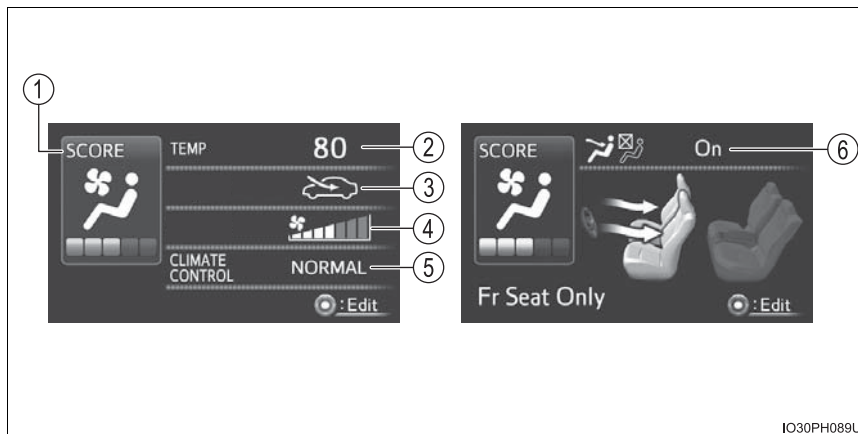 1
SCORE
TEMP
80
2
3
4
CLIMATE
CONTROL
NORMAL
5
:Edit
SCORE
On
6
Fr Seat Only
:Edit
IO30PH089U